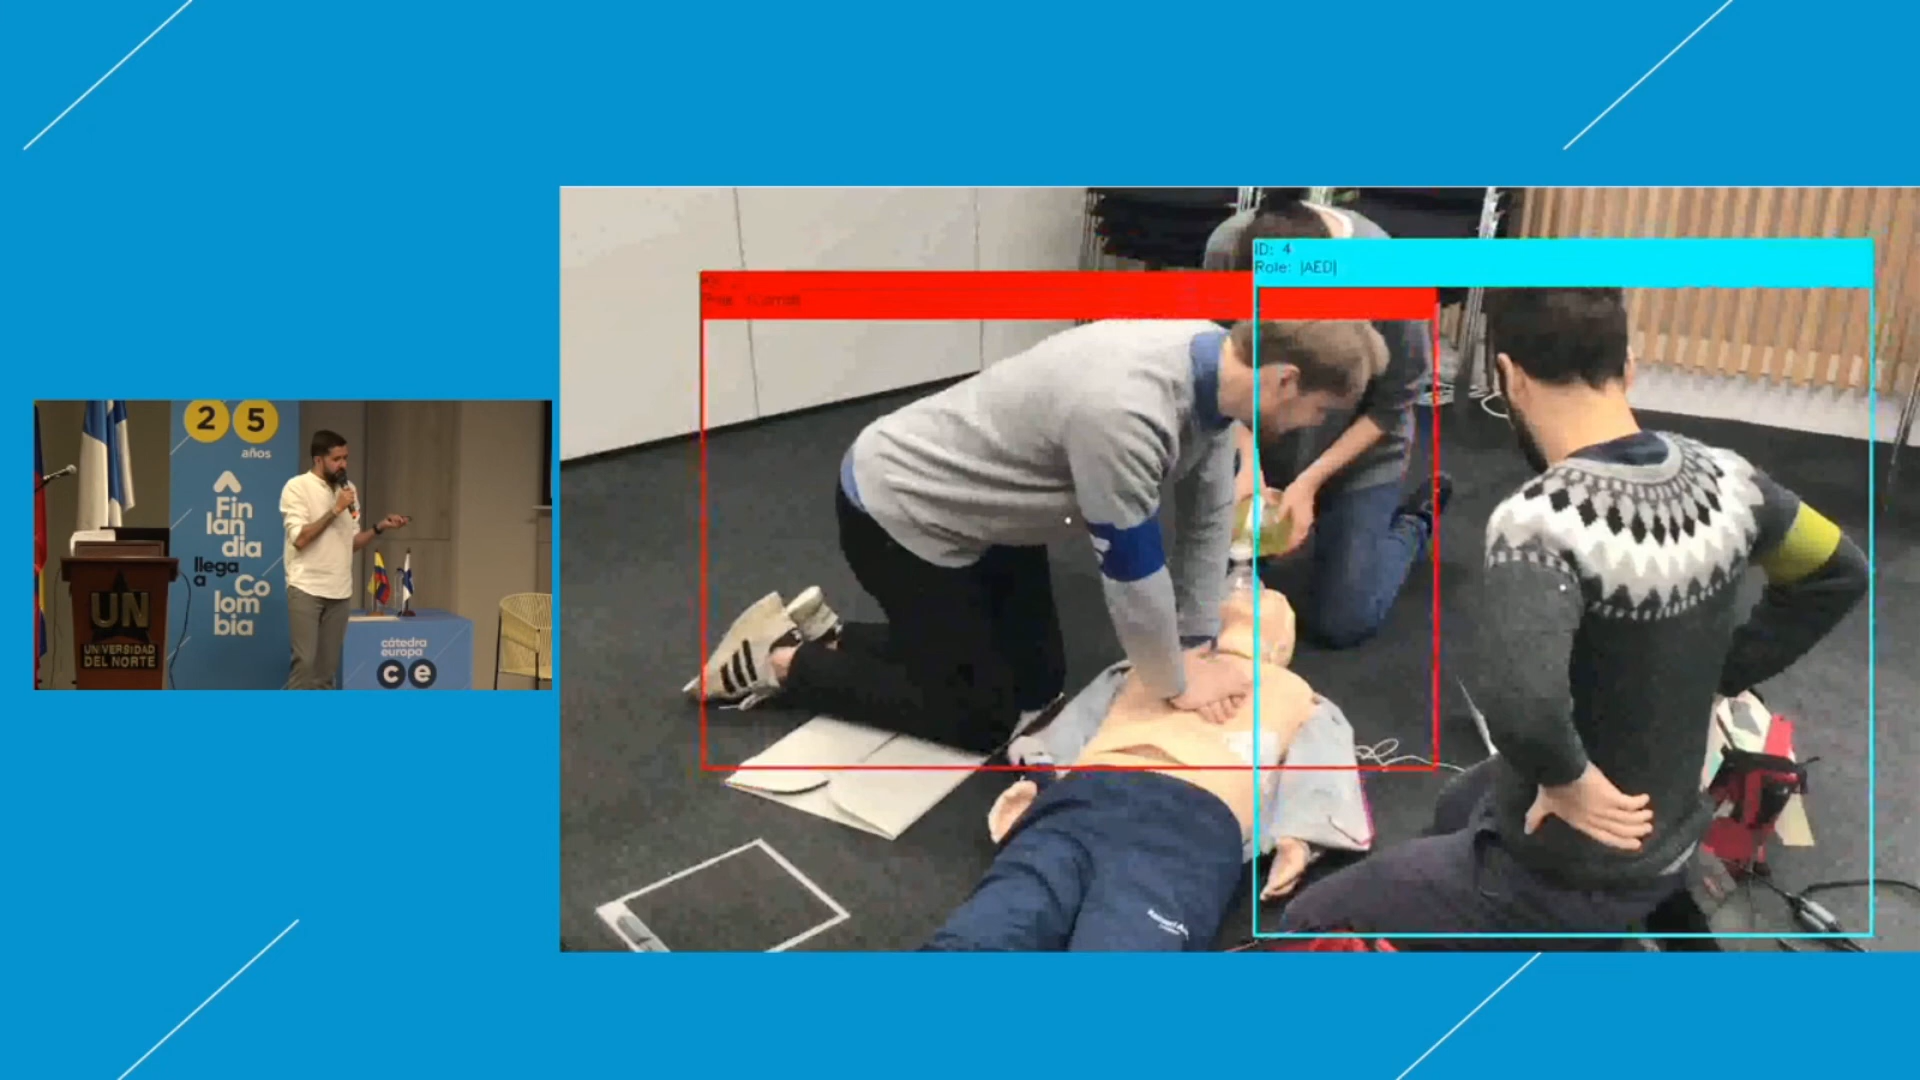 2 5
años
Fin
lan
dia
llega
a
Co
lom
bia
UN
UNIVERSIDAD
DEL NORTE
cátedra
europa
ce
ID: 4
Role: |AED|